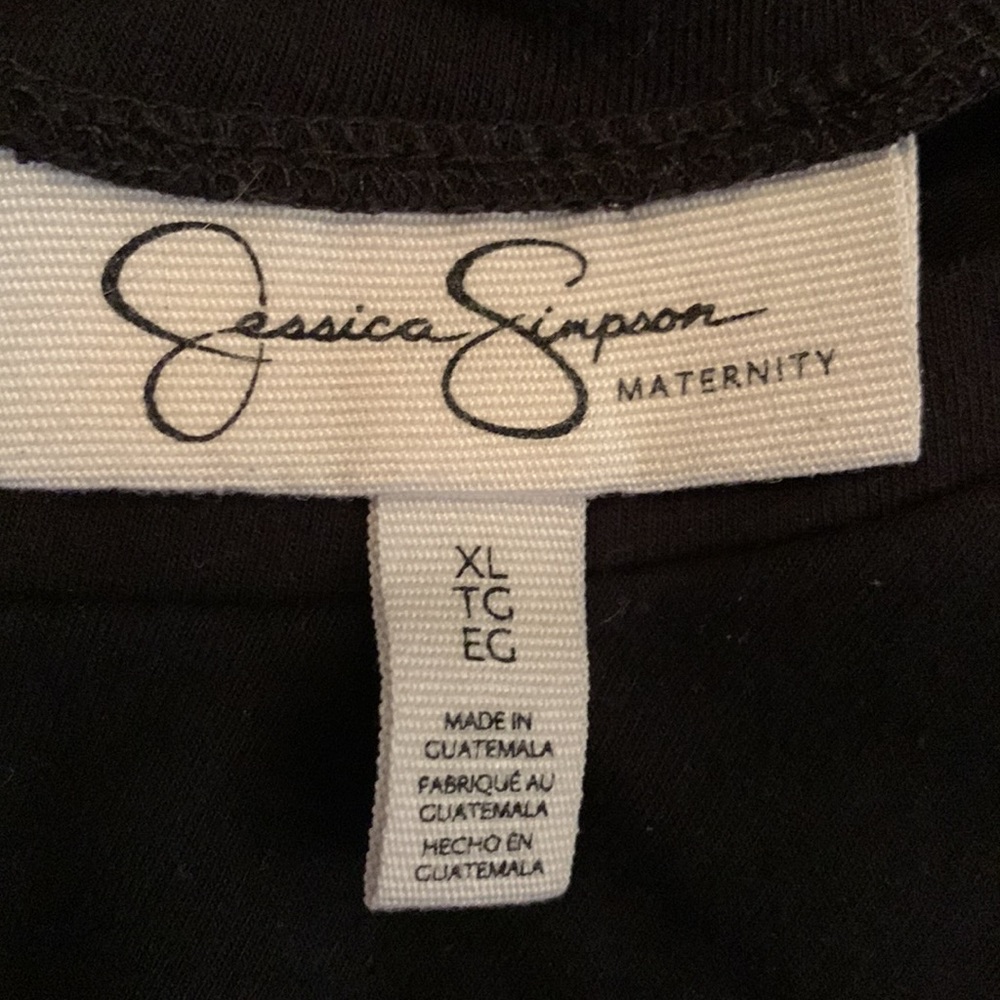 Jessica Simpson
MATERNITY
XL
TG
EG
MADE IN
GUATEMALA
FABRIQUÉ AU
GUATEMALA
HECHO EN
GUATEMALA